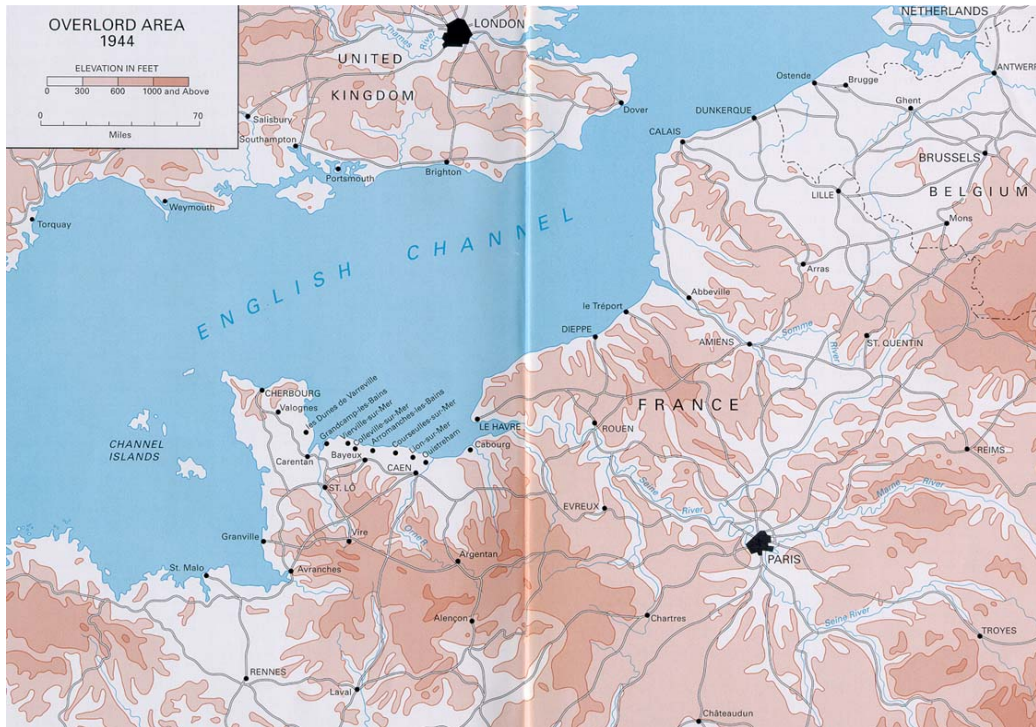 OVERLORD AREA
1944
ELEVATION IN FEET
0 300 600 1000 and Above
0 70
Miles
LONDON
Thames
River
UNITED
KINGDOM
Salisbury
Southampton
Portsmouth
Brighton
Dover
Weymouth
Torquay
NETHERLANDS
ANTWERP
Ostende
Brugge
Ghent
DUNKERQUE
CALAIS
BRUSSELS
BELGIUM
LILLE
Mons
Arras
ENGLISH CHANNEL
Abbeville
le Tréport
DIEPPE
Somme
River
AMIENS
ST. QUENTIN
FRANCE
CHERBOURG
Valognes
les Dunes de Varreville
Grandcamp-les-Bains
Vierville-sur-Mer
Colleville-sur-Mer
Arromanches-les-Bains
Courseulles-sur-Mer
Lion-sur-Mer
Ouistreham
LE HAVRE
Cabourg
ROUEN
REIMS
CHANNEL
ISLANDS
Carentan
Bayeux
CAEN
ST. LÔ
EVREUX
Seine
River
Marne
River
Orne R
Granville
Vire
Argentan
PARIS
St. Malo
Avranches
Alençon
Chartres
Seine River
TROYES
RENNES
Laval
Châteaudun